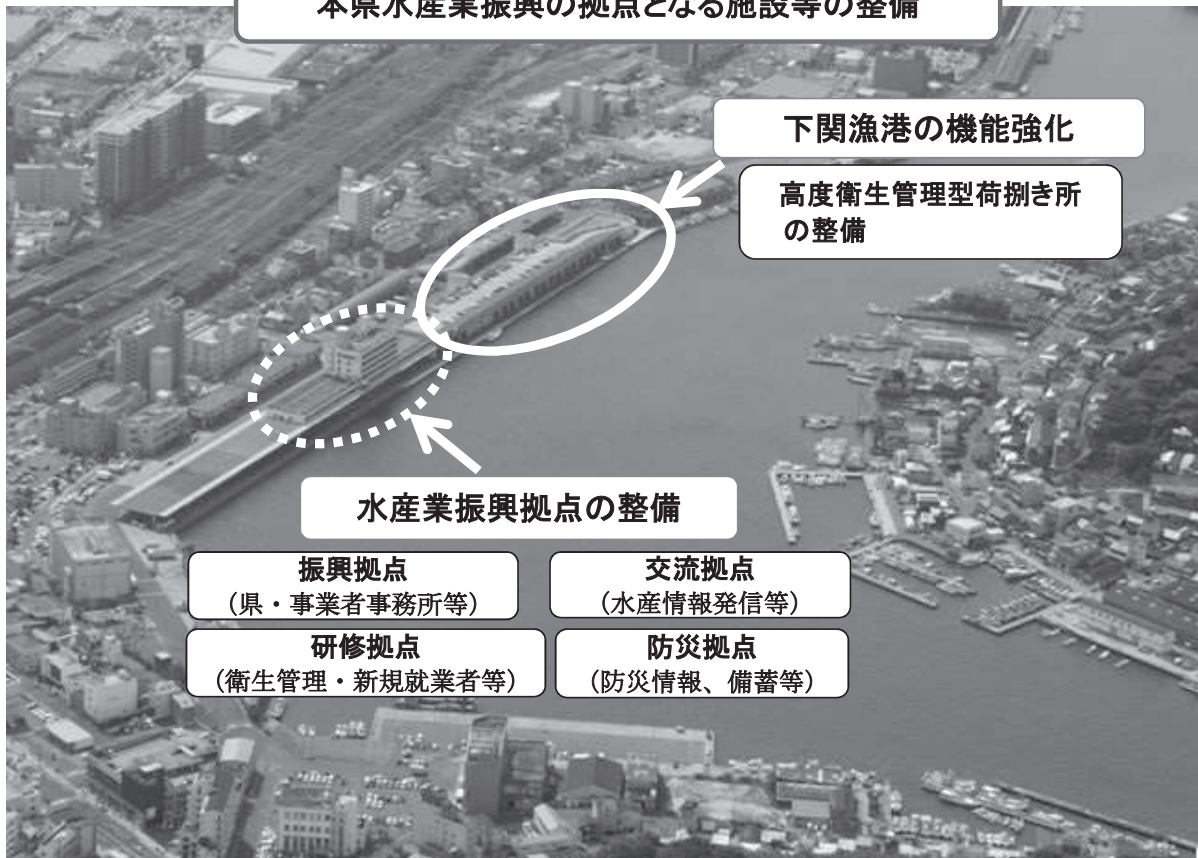 本県水産業振興の拠点となる施設等の整備
下関漁港の機能強化
高度衛生管理型荷捌き所
の整備
水産業振興拠点の整備
振興拠点
(県・事業者事務所等)
交流拠点
(水産情報発信等)
研修拠点
(衛生管理・新規就業者等)
防災拠点
(防災情報、備蓄等)